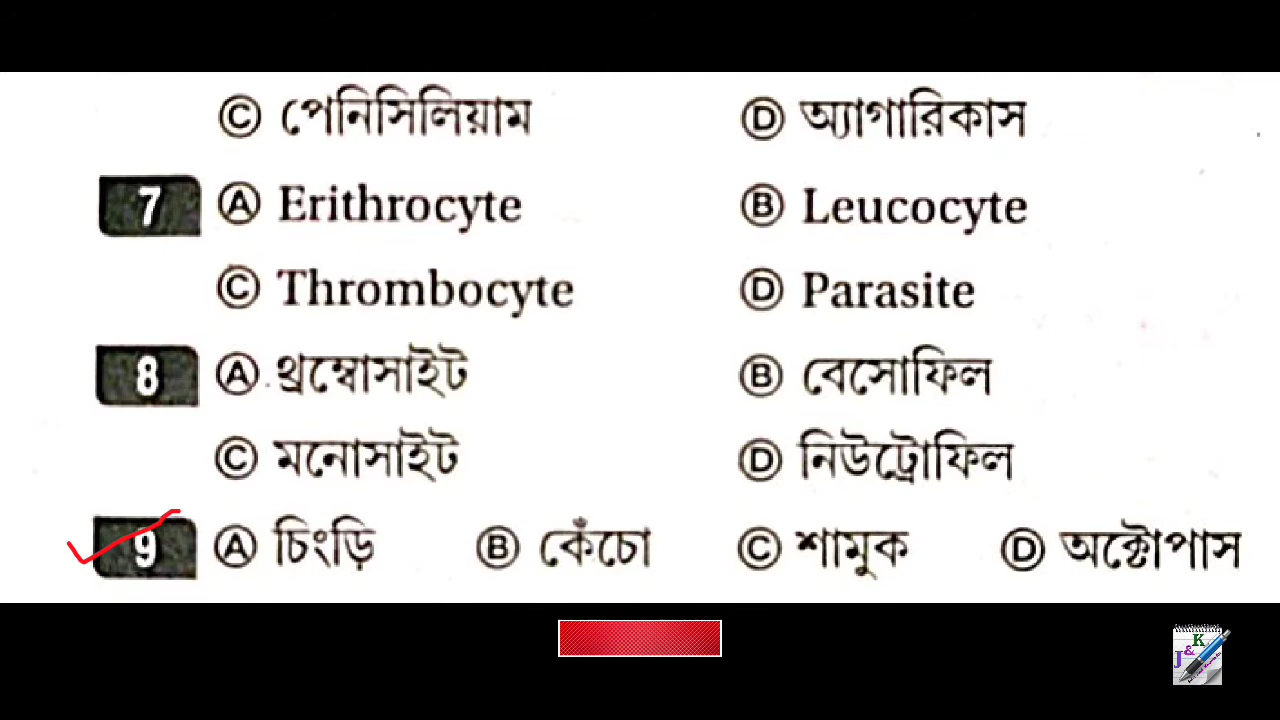 Ⓒ পেনিসিলিয়াম Ⓓ অ্যাগারিকাস
7 Ⓐ Erithrocyte Ⓑ Leucocyte
Ⓒ Thrombocyte Ⓓ Parasite
8 Ⓐ থ্রম্বোসাইট Ⓑ বেসোফিল
Ⓒ মনোসাইট Ⓓ নিউট্রোফিল
9 Ⓐ চিংড়ি Ⓑ কেঁচো Ⓒ শামুক Ⓓ অক্টোপাস
J&K